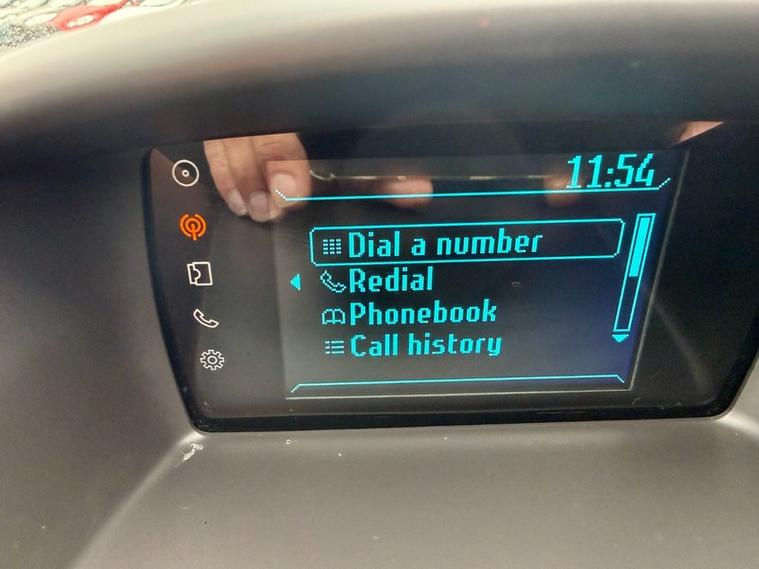 11:54
Dial a number
Redial
Phonebook
Call history